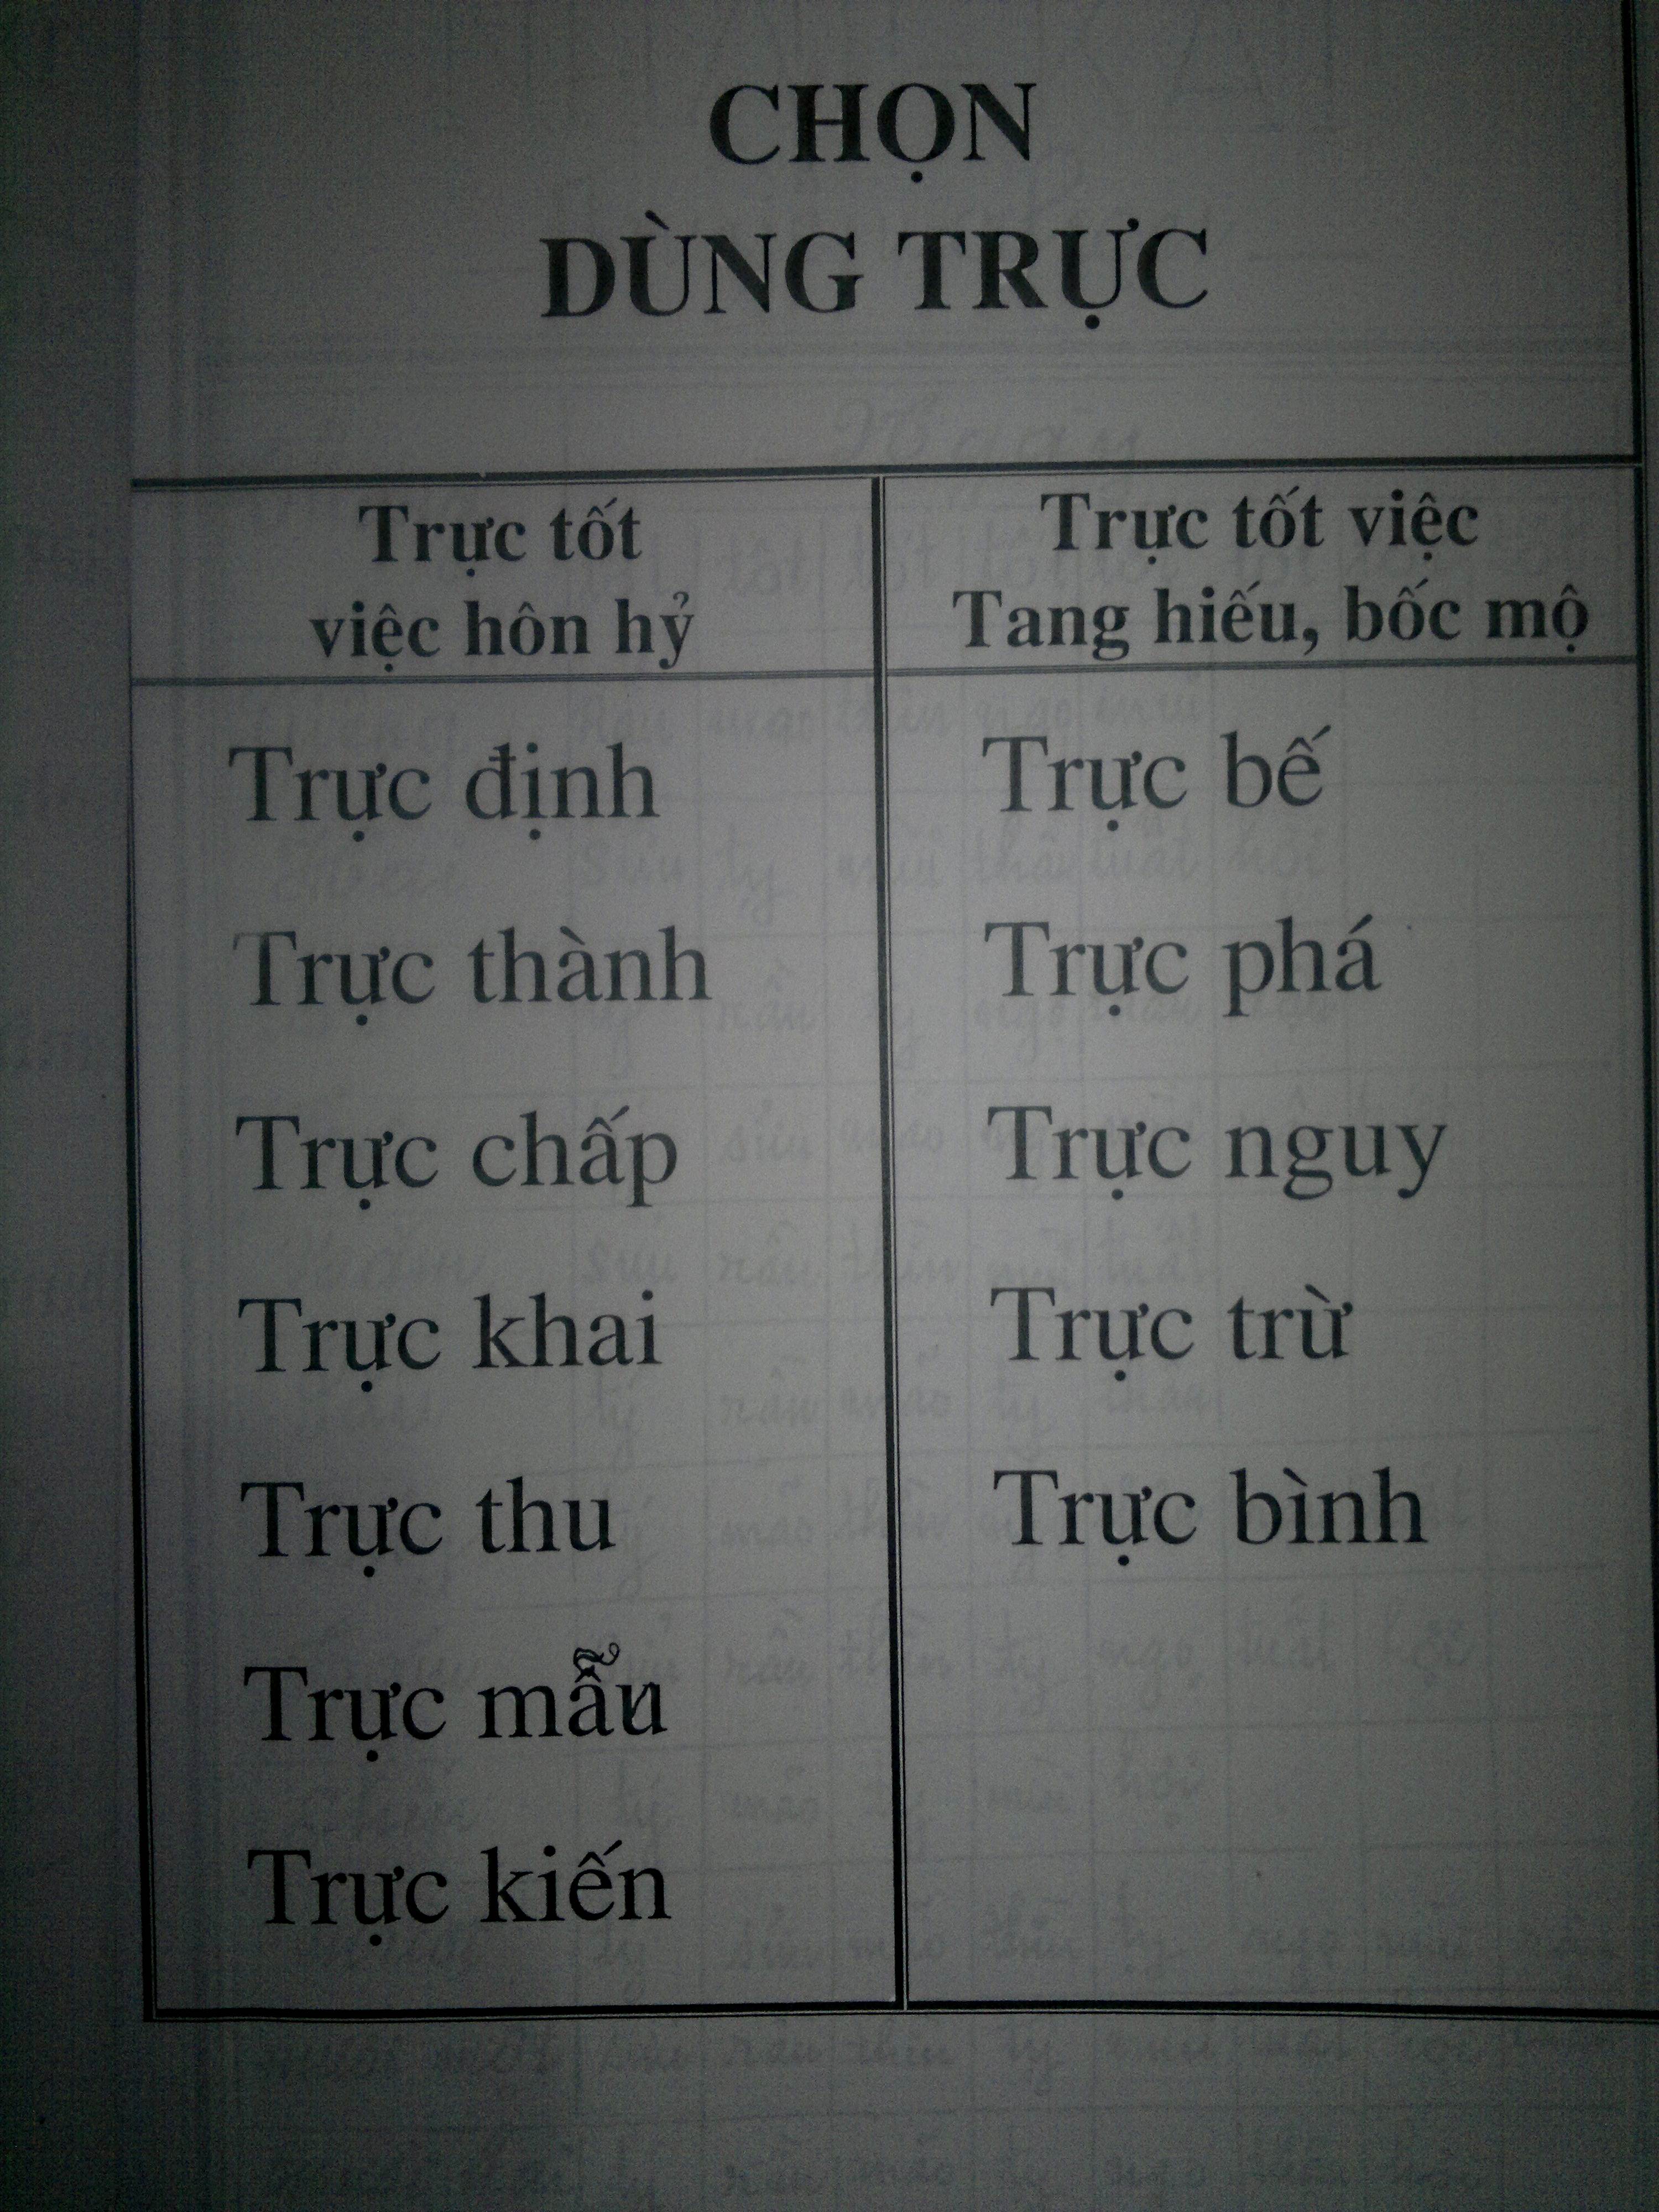 CHỌN
DÙNG TRỰC
Trực tốt
việc hôn hỷ
Trực định
Trực thành
Trực chấp
Trực khai
Trực thu
Trực mẫu
Trực kiến
Trực tốt việc
Tang hiếu, bốc mộ
Trực bế
Trực phá
Trực nguy
Trực trừ
Trực bình